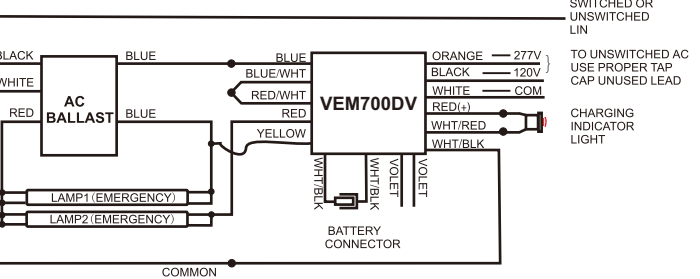 SWITCHED OR
UNSWITCHED
LIN
BLACK
BLUE
BLUE
ORANGE — 277V
TO UNSWITCHED AC
USE PROPER TAP
CAP UNUSED LEAD
BLUE/WHT
BLACK — 120V
WHITE
RED/WHT
WHITE — COM
AC
BALLAST
VEM700DV
RED
BLUE
RED
RED(+)
CHARGING
INDICATOR
LIGHT
YELLOW
WHT/RED
WHT/BLK
WHT/BLK
WHT/BLK
VOLET
VOLET
LAMP1(EMERGENCY)
LAMP2(EMERGENCY)
BATTERY
CONNECTOR
COMMON